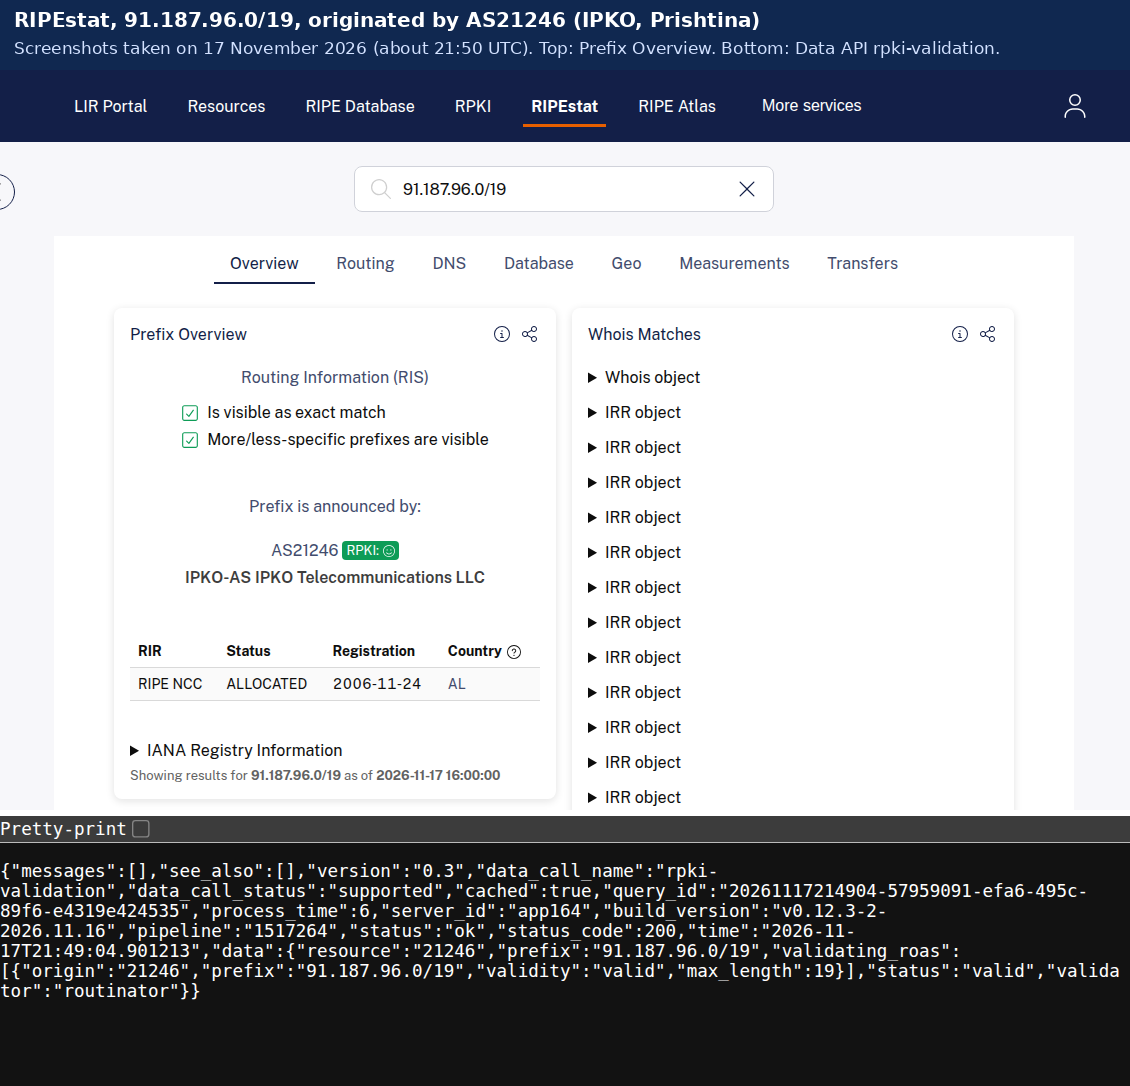 RIPEstat, 91.187.96.0/19, originated by AS21246 (IPKO, Prishtina)
Screenshots taken on 17 November 2026 (about 21:50 UTC). Top: Prefix Overview. Bottom: Data API rpki-validation.
LIR Portal Resources RIPE Database RPKI RIPEstat RIPE Atlas More services
91.187.96.0/19
Overview Routing DNS Database Geo Measurements Transfers
Prefix Overview
Routing Information (RIS)
Is visible as exact match
More/less-specific prefixes are visible
Prefix is announced by:
AS21246 RPKI:
IPKO-AS IPKO Telecommunications LLC
RIR Status Registration Country
RIPE NCC ALLOCATED 2006-11-24 AL
IANA Registry Information
Showing results for 91.187.96.0/19 as of 2026-11-17 16:00:00
Whois Matches
Whois object
IRR object
IRR object
IRR object
IRR object
IRR object
IRR object
IRR object
IRR object
IRR object
IRR object
IRR object
IRR object
Pretty-print
{"messages":[],"see_also":[],"version":"0.3","data_call_name":"rpki-
validation","data_call_status":"supported","cached":true,"query_id":"20261117214904-57959091-efa6-495c-
89f6-e4319e424535","process_time":6,"server_id":"app164","build_version":"v0.12.3-2-
2026.11.16","pipeline":"1517264","status":"ok","status_code":200,"time":"2026-11-
17T21:49:04.901213","data":{"resource":"21246","prefix":"91.187.96.0/19","validating_roas":
[{"origin":"21246","prefix":"91.187.96.0/19","validity":"valid","max_length":19}],"status":"valid","valida
tor":"routinator"}}